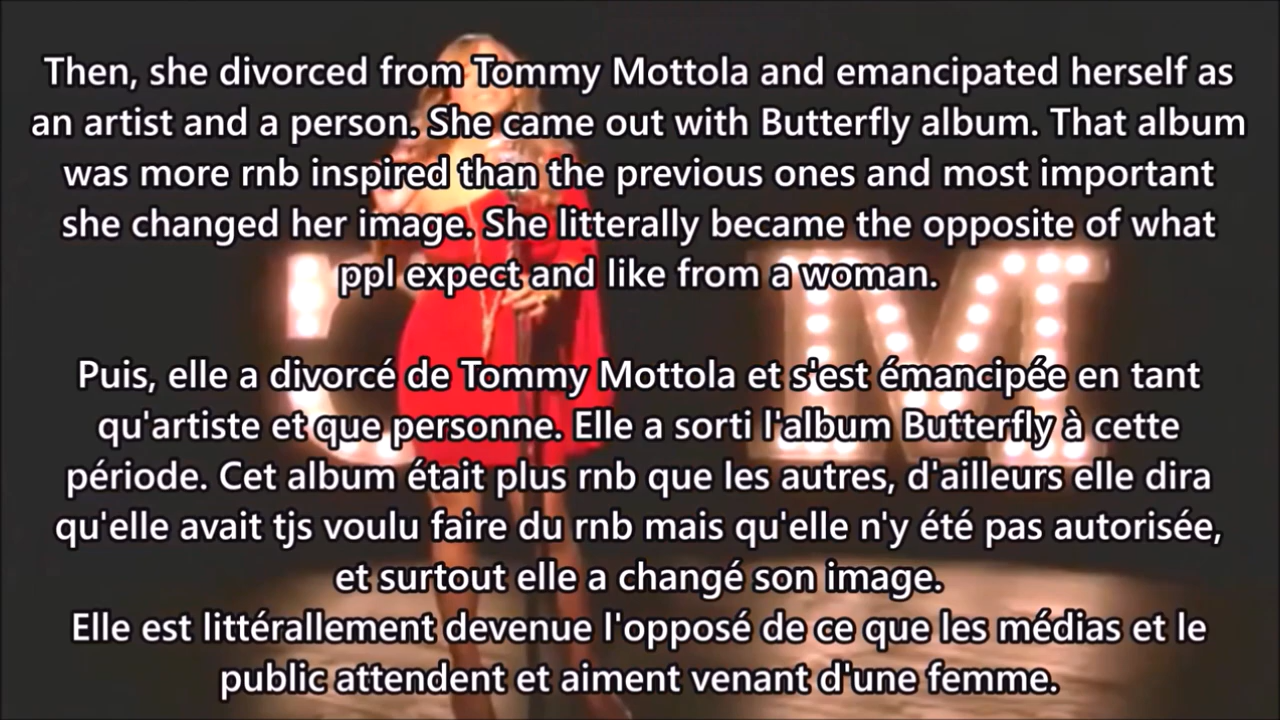 Then, she divorced from Tommy Mottola and emancipated herself as
an artist and a person. She came out with Butterfly album. That album
was more rnb inspired than the previous ones and most important
she changed her image. She litterally became the opposite of what
ppl expect and like from a woman.
Puis, elle a divorcé de Tommy Mottola et s'est émancipée en tant
qu'artiste et que personne. Elle a sorti l'album Butterfly à cette
période. Cet album était plus rnb que les autres, d'ailleurs elle dira
qu'elle avait tjs voulu faire du rnb mais qu'elle n'y été pas autorisée,
et surtout elle a changé son image.
Elle est littérallement devenue l'opposé de ce que les médias et le
public attendent et aiment venant d'une femme.
M